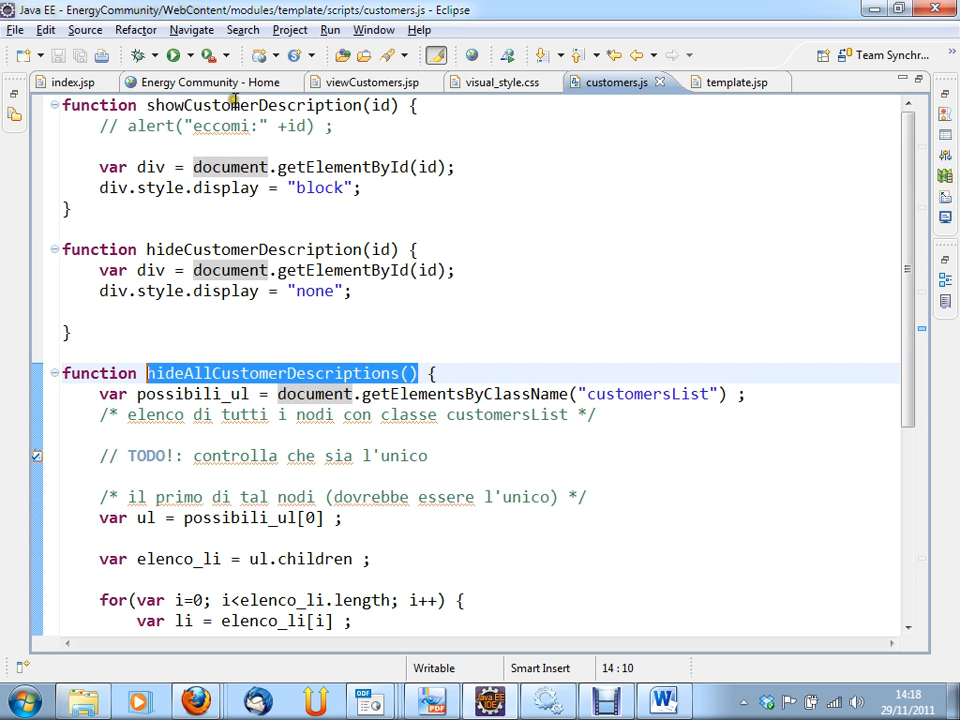 Java EE - EnergyCommunity/WebContent/modules/template/scripts/customers.js - Eclipse
File Edit Source Refactor Navigate Search Project Run Window Help
Team Synchr... »
index.jsp Energy Community - Home viewCustomers.jsp visual_style.css customers.js template.jsp
function showCustomerDescription(id) {
// alert("eccomi:" +id) ;
var div = document.getElementById(id);
div.style.display = "block";
}
function hideCustomerDescription(id) {
var div = document.getElementById(id);
div.style.display = "none";
}
function hideAllCustomerDescriptions() {
var possibili_ul = document.getElementsByClassName("customersList") ;
/* elenco di tutti i nodi con classe customersList */
// TODO!: controlla che sia l'unico
/* il primo di tal nodi (dovrebbe essere l'unico) */
var ul = possibili_ul[0] ;
var elenco_li = ul.children ;
for(var i=0; i<elenco_li.length; i++) {
var li = elenco_li[i] ;
Writable Smart Insert 14 : 10
ODF PDF JAVA EE IDE W
14:18
29/11/2011